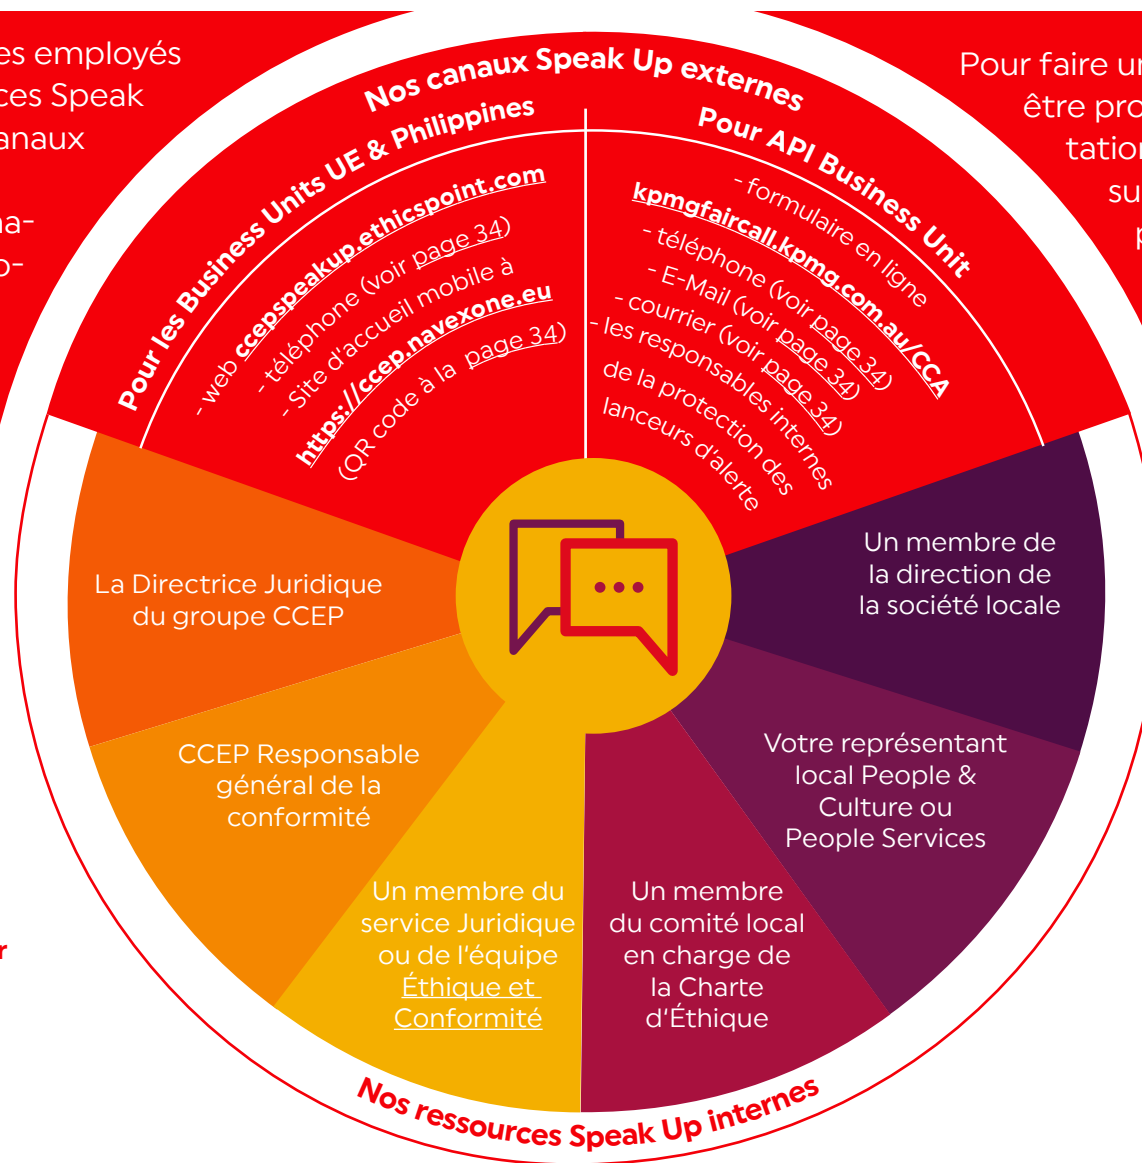 es employés
ces Speak
anaux
na-
o-
r
Pour faire un
être pro
tation
su
p
Nos canaux Speak Up externes
Pour les Business Units UE & Philippines
- web ccepspeakup.ethicspoint.com
- téléphone (voir page 34)
- Site d'accueil mobile à
https://ccep.navexone.eu
(QR code à la page 34)
Pour API Business Unit
- formulaire en ligne
kpmgfaircall.kpmg.com.au/CCA
- téléphone (voir page 34)
- E-Mail (voir page 34)
- courrier (voir page 34)
- les responsables internes
de la protection des
lanceurs d'alerte
La Directrice Juridique
du groupe CCEP
CCEP Responsable
général de la
conformité
Un membre du
service Juridique
ou de l'équipe
Éthique et
Conformité
Un membre
du comité local
en charge de
la Charte
d'Éthique
Votre représentant
local People &
Culture ou
People Services
Un membre de
la direction de
la société locale
Nos ressources Speak Up internes